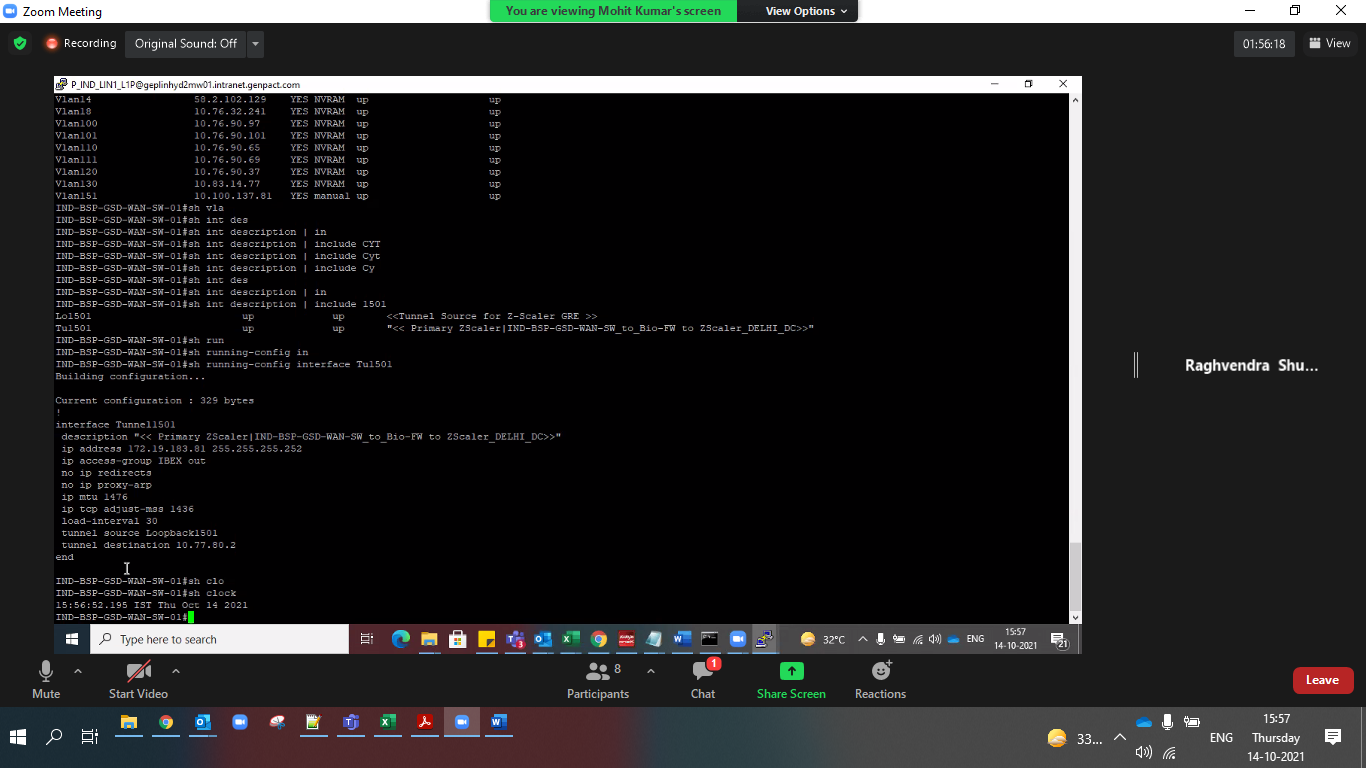 Zoom Meeting
You are viewing Mohit Kumar's screen
View Options
Recording
Original Sound: Off
01:56:18
View
P_IND_LIN1_L1P@geplinhyd2mw01.intranet.genpact.com
Vlan14 58.2.102.129 YES NVRAM up up
Vlan18 10.76.32.241 YES NVRAM up up
Vlan100 10.76.90.97 YES NVRAM up up
Vlan101 10.76.90.101 YES NVRAM up up
Vlan110 10.76.90.65 YES NVRAM up up
Vlan111 10.76.90.69 YES NVRAM up up
Vlan120 10.76.90.37 YES NVRAM up up
Vlan130 10.83.14.77 YES NVRAM up up
Vlan151 10.100.137.81 YES manual up up
IND-BSP-GSD-WAN-SW-01#sh vla
IND-BSP-GSD-WAN-SW-01#sh int des
IND-BSP-GSD-WAN-SW-01#sh int description | in
IND-BSP-GSD-WAN-SW-01#sh int description | include CYT
IND-BSP-GSD-WAN-SW-01#sh int description | include Cyt
IND-BSP-GSD-WAN-SW-01#sh int description | include Cy
IND-BSP-GSD-WAN-SW-01#sh int des
IND-BSP-GSD-WAN-SW-01#sh int description | in
IND-BSP-GSD-WAN-SW-01#sh int description | include 1501
Lo1501 up up <<Tunnel Source for Z-Scaler GRE >>
Tu1501 up up "<< Primary ZScaler|IND-BSP-GSD-WAN-SW_to_Bio-FW to ZScaler_DELHI_DC>>"
IND-BSP-GSD-WAN-SW-01#sh run
IND-BSP-GSD-WAN-SW-01#sh running-config in
IND-BSP-GSD-WAN-SW-01#sh running-config interface Tu1501
Building configuration...
Current configuration : 329 bytes
!
interface Tunnel1501
description "<< Primary ZScaler|IND-BSP-GSD-WAN-SW_to_Bio-FW to ZScaler_DELHI_DC>>"
ip address 172.19.183.81 255.255.255.252
ip access-group IBEX out
no ip redirects
no ip proxy-arp
ip mtu 1476
ip tcp adjust-mss 1436
load-interval 30
tunnel source Loopback1501
tunnel destination 10.77.80.2
end
IND-BSP-GSD-WAN-SW-01#sh clo
IND-BSP-GSD-WAN-SW-01#sh clock
15:56:52.195 IST Thu Oct 14 2021
IND-BSP-GSD-WAN-SW-01#
Raghvendra Shu...
Type here to search
3
32°C
ENG
15:57
14-10-2021
21
Mute
Start Video
8
Participants
1
Chat
Share Screen
Reactions
Leave
33...
ENG
15:57
Thursday
14-10-2021